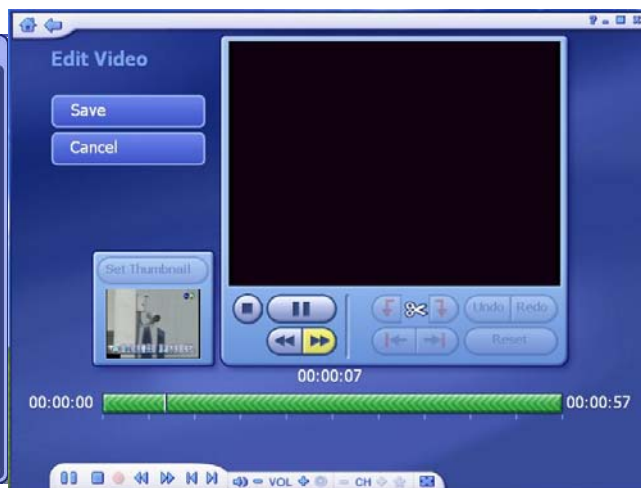 Edit Video
Save
Cancel
Set Thumbnail
Undo Redo
Reset
00:00:07
00:00:00
00:00:57
VOL
CH